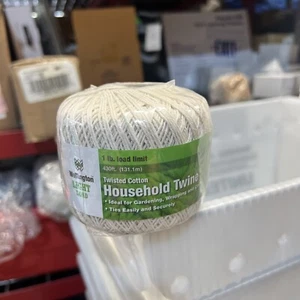 1 lb. load limit
430ft. (131.1m)
Wellington
Twisted Cotton
Household Twine
• Ideal for Gardening, Wrapping
• Ties Easily and Securely